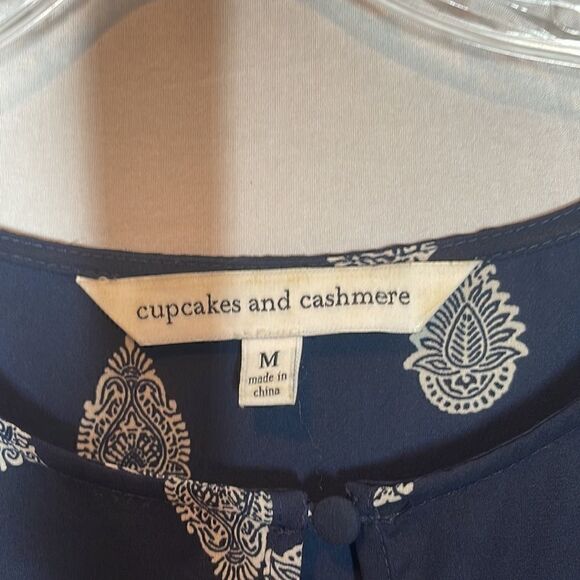 cupcakes and cashmere
M
made in
china